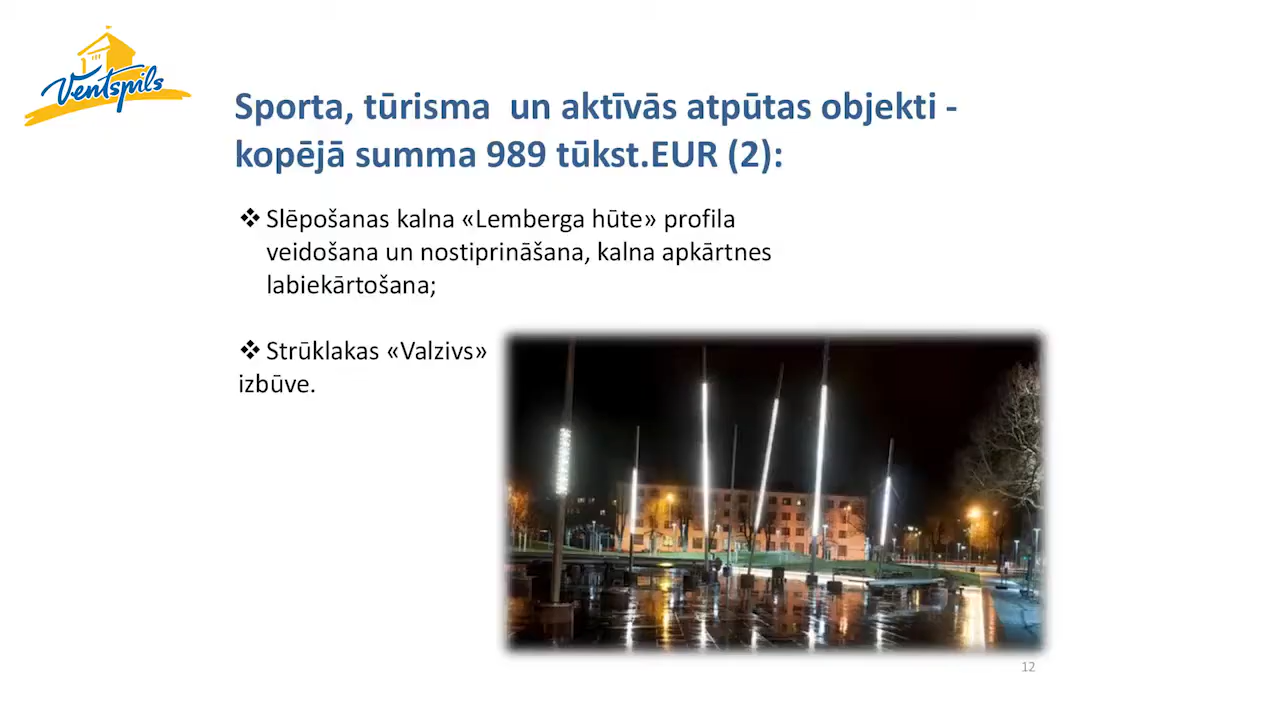 Ventspils
Sporta, tūrisma  un aktīvās atpūtas objekti -
kopējā summa 989 tūkst.EUR (2):
❖ Slēpošanas kalna «Lemberga hūte» profila
veidošana un nostiprināšana, kalna apkārtnes
labiekārtošana;
❖ Strūklakas «Valzivs»
izbūve.
12